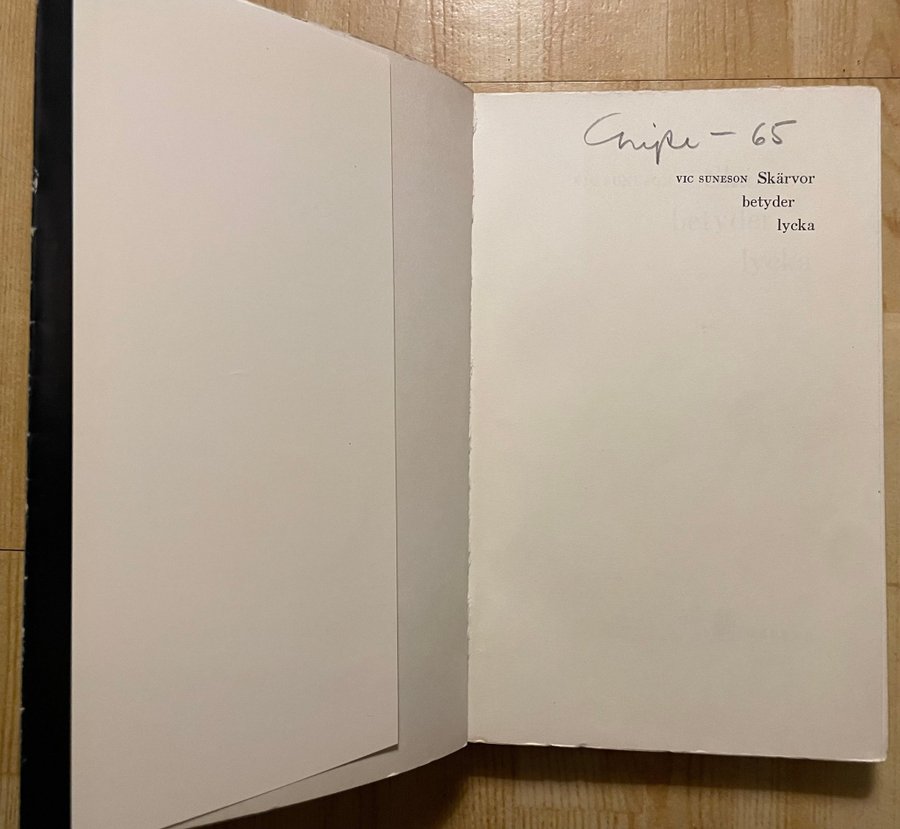 - 65
VIC SUNESON Skärvor
betyder
lycka